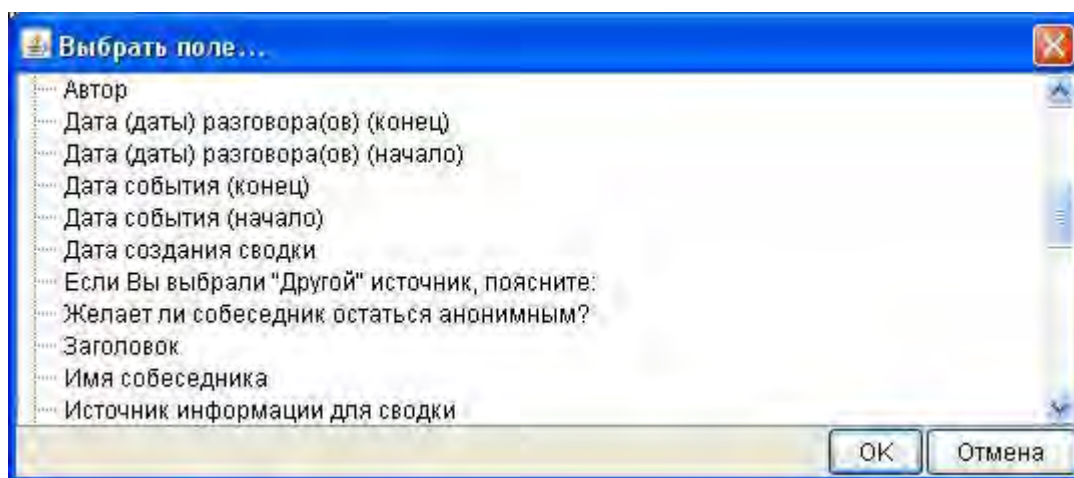 Выбрать поле...
Автор
Дата (даты) разговора(ов) (конец)
Дата (даты) разговора(ов) (начало)
Дата события (конец)
Дата события (начало)
Дата создания сводки
Если Вы выбрали "Другой" источник, поясните:
Желает ли собеседник остаться анонимным?
Заголовок
Имя собеседника
Источник информации для сводки
OK Отмена